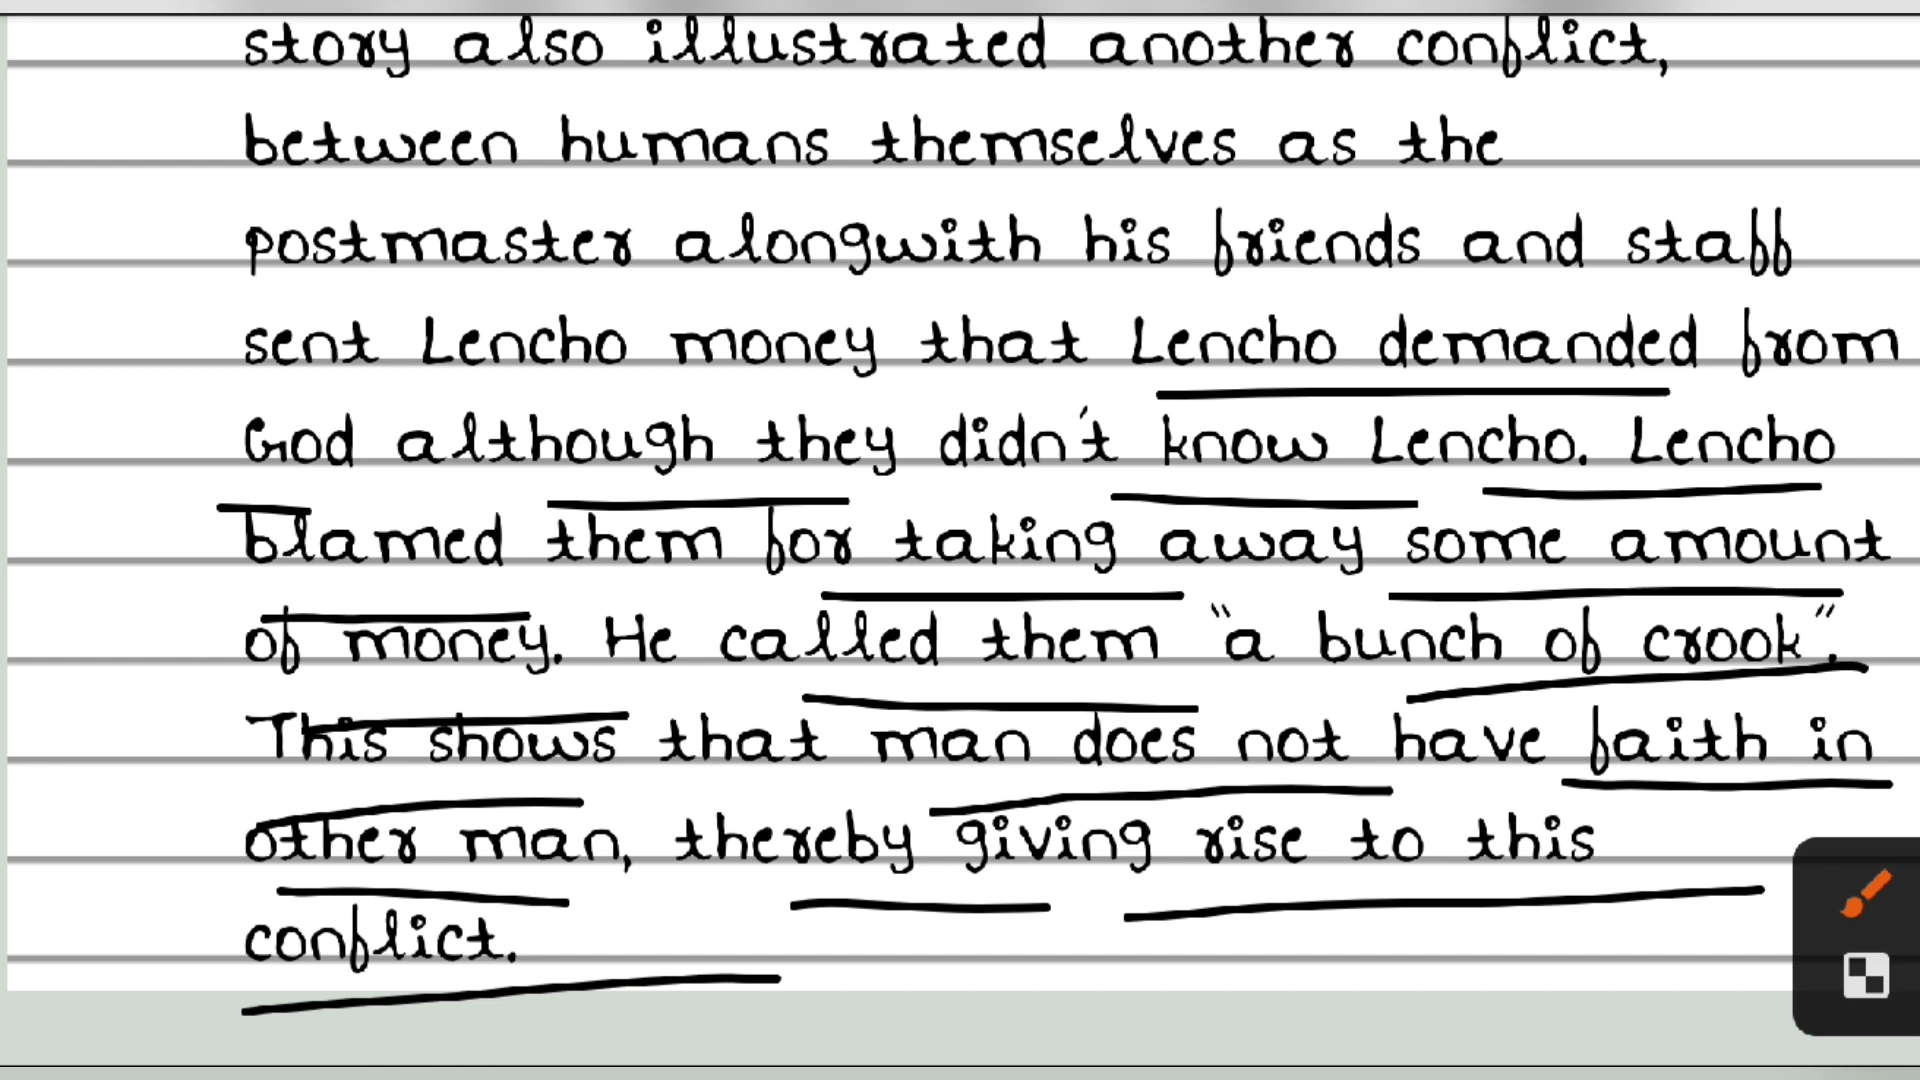 story also illustrated another conflict,
between humans themselves as the
postmaster alongwith his friends and staff
sent Lencho money that Lencho demanded from
God although they didn't know Lencho. Lencho
blamed them for taking away some amount
of money. He called them "a bunch of crook".
This shows that man does not have faith in
other man, thereby giving rise to this
conflict.